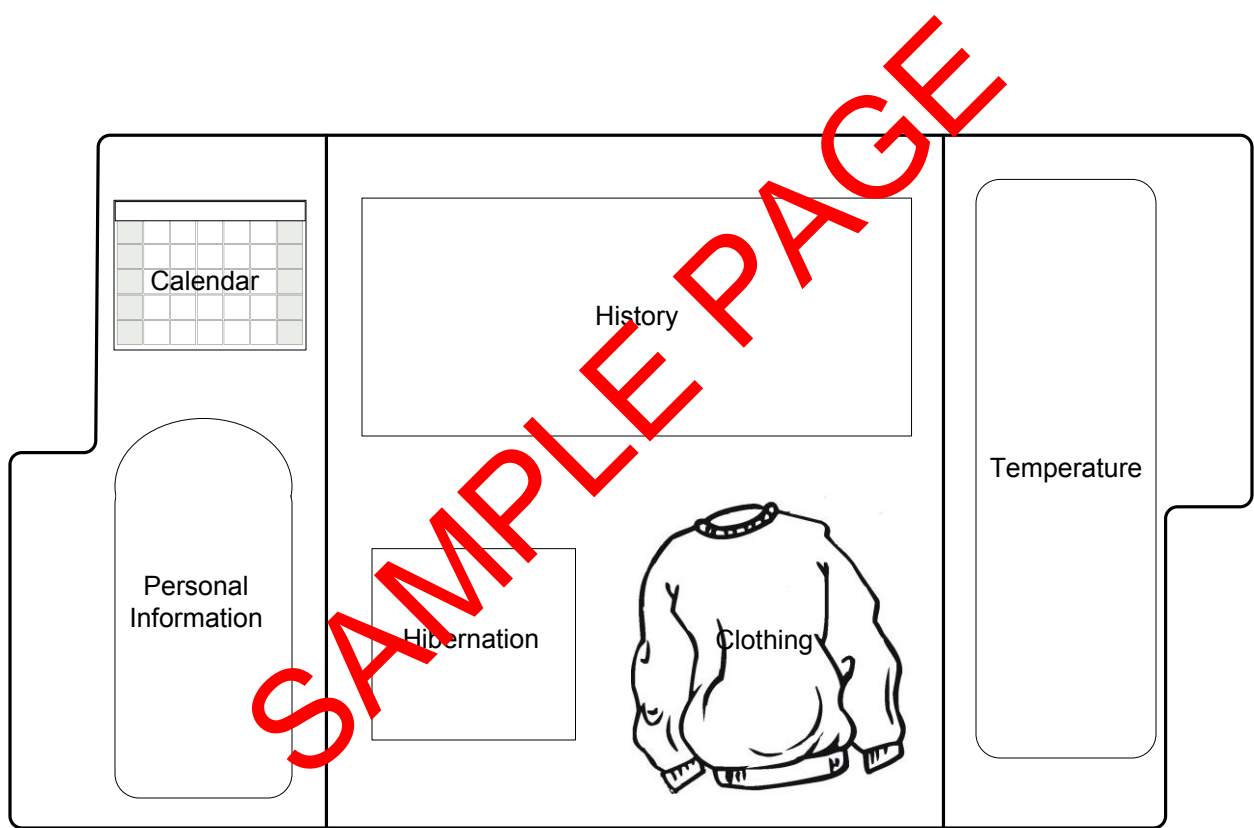 Calendar
History
Temperature
Personal
Information
Hibernation
Clothing
SAMPLE PAGE